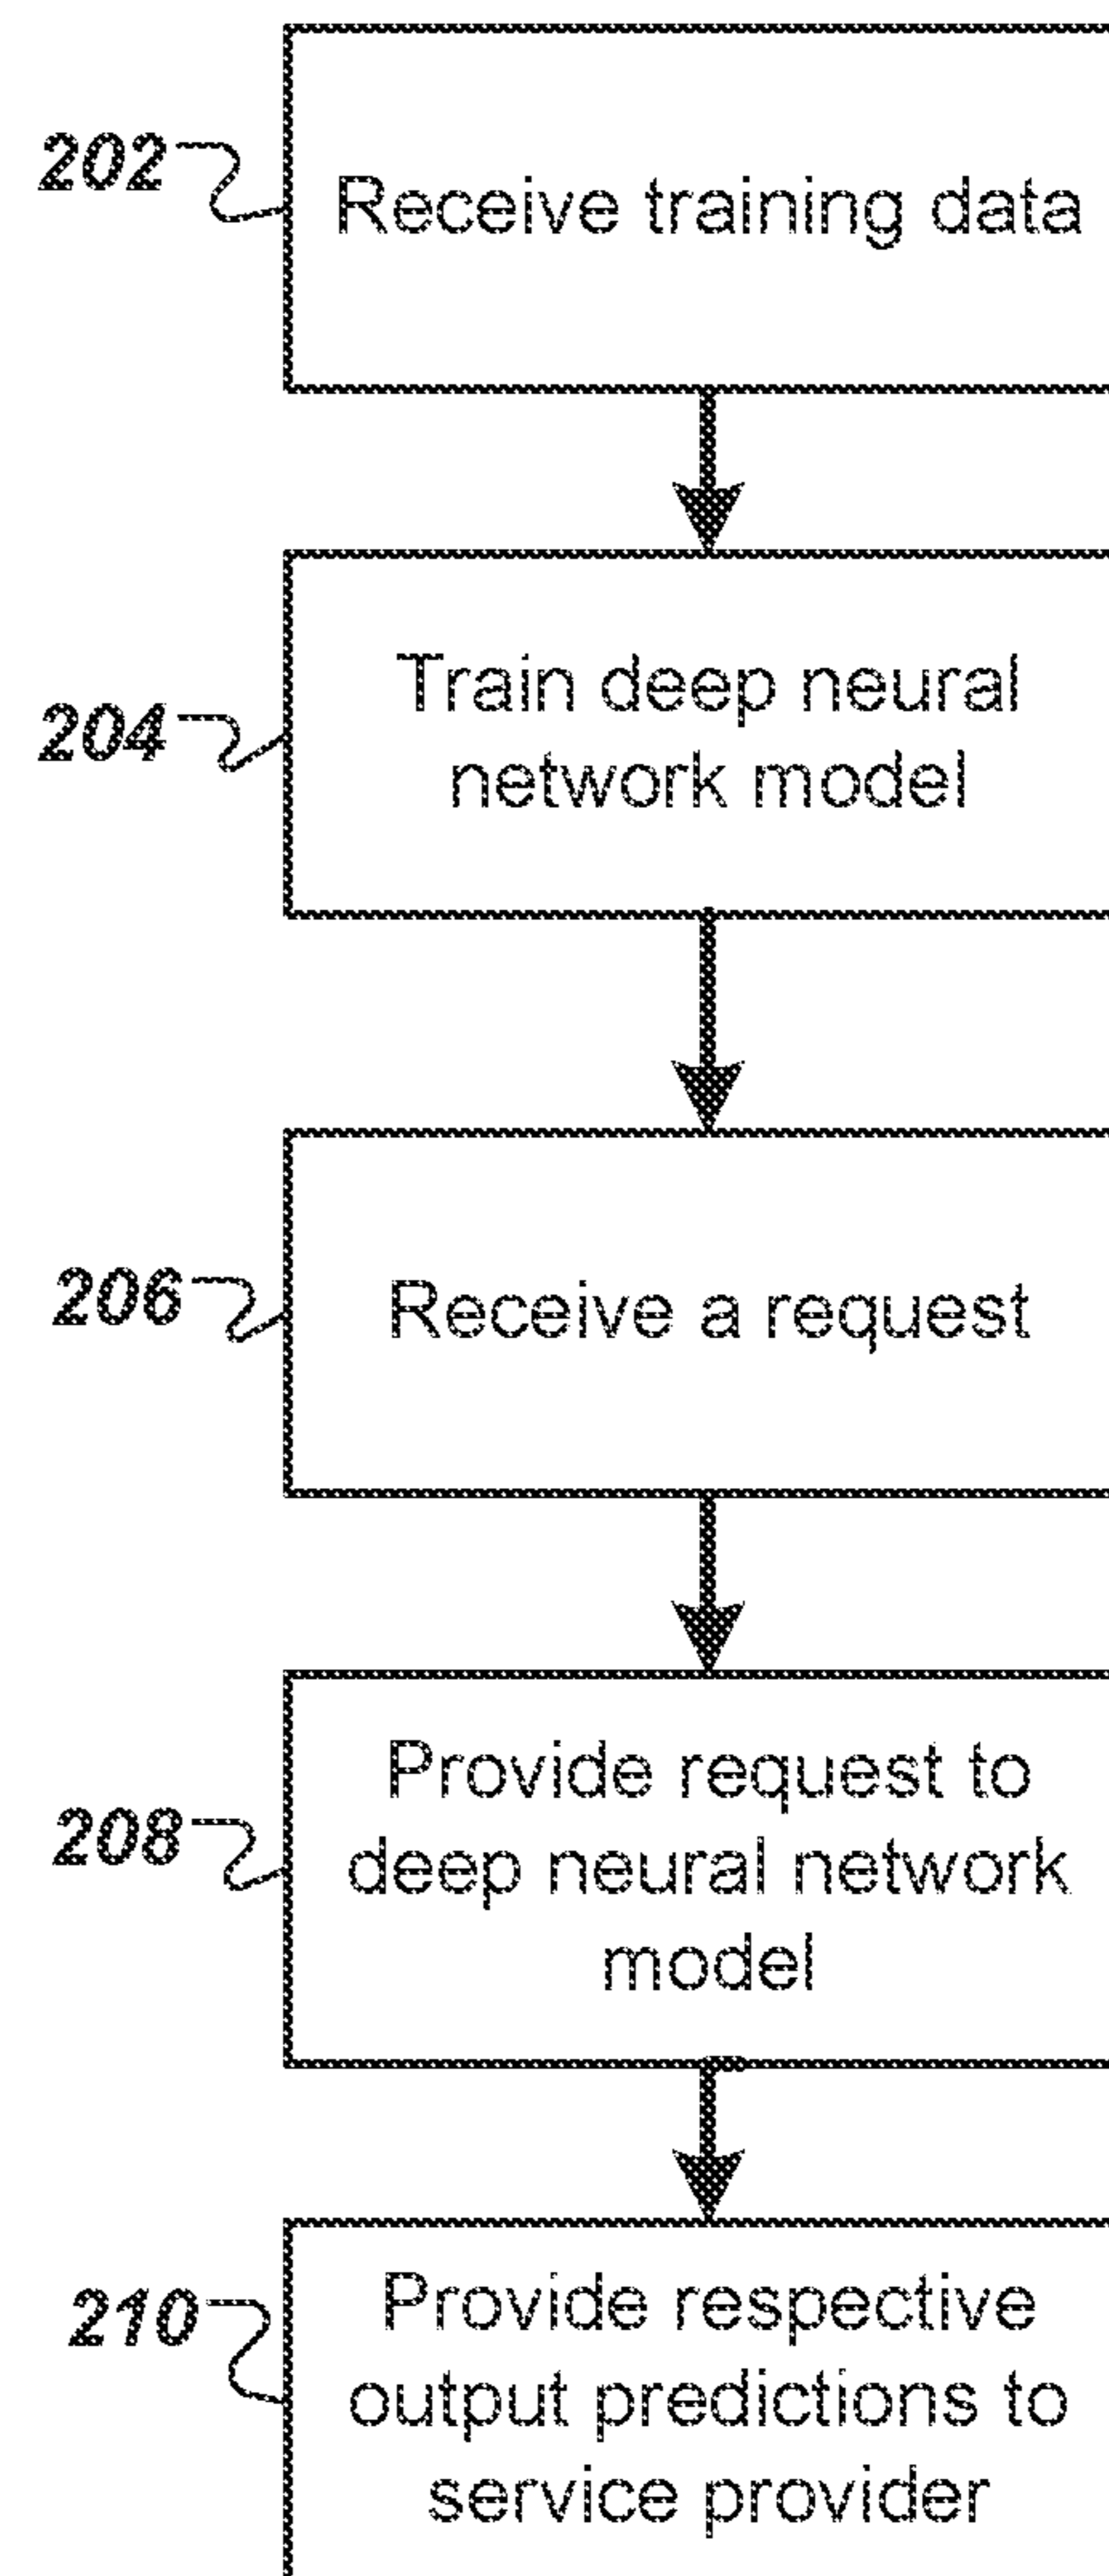 202
Receive training data
204
Train deep neural
network model
206
Receive a request
208
Provide request to
deep neural network
model
210
Provide respective
output predictions to
service provider